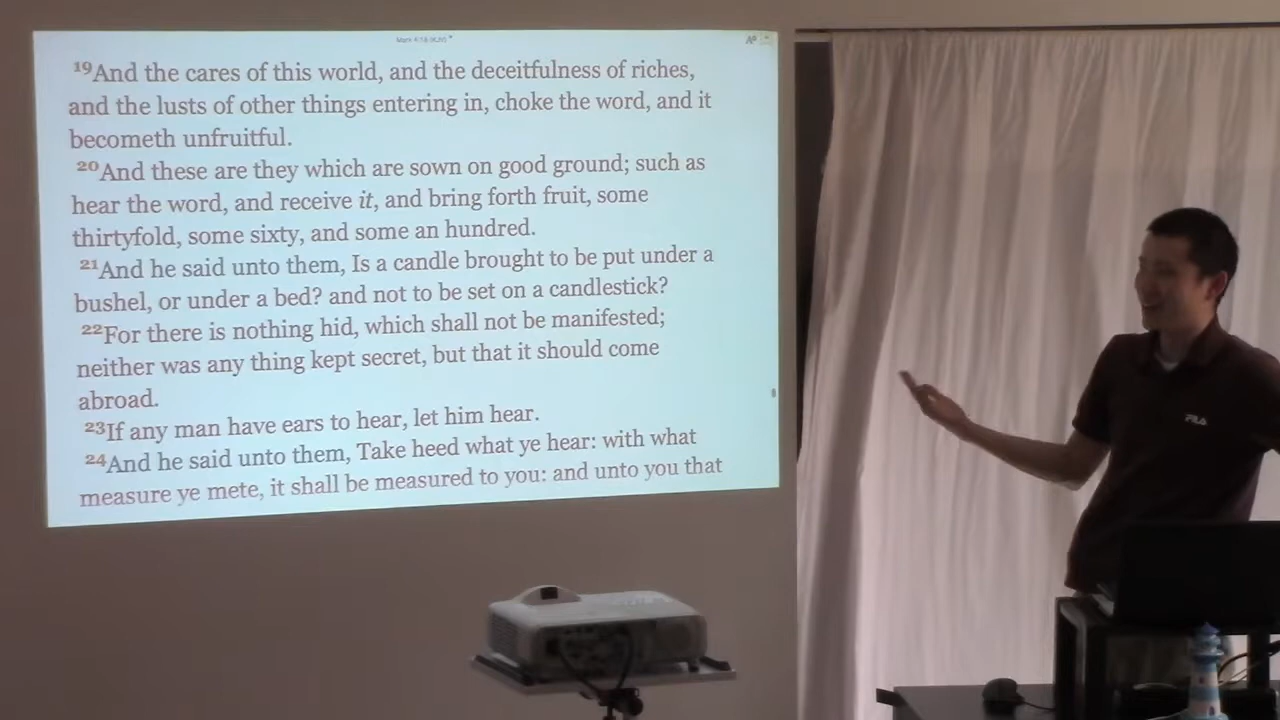 19And the cares of this world, and the deceitfulness of riches,
and the lusts of other things entering in, choke the word, and it
becometh unfruitful.
20And these are they which are sown on good ground; such as
hear the word, and receive it, and bring forth fruit, some
thirtyfold, some sixty, and some an hundred.
21And he said unto them, Is a candle brought to be put under a
bushel, or under a bed? and not to be set on a candlestick?
22For there is nothing hid, which shall not be manifested;
neither was any thing kept secret, but that it should come
abroad.
23If any man have ears to hear, let him hear.
24And he said unto them, Take heed what ye hear: with what
measure ye mete, it shall be measured to you: and unto you that
FILA